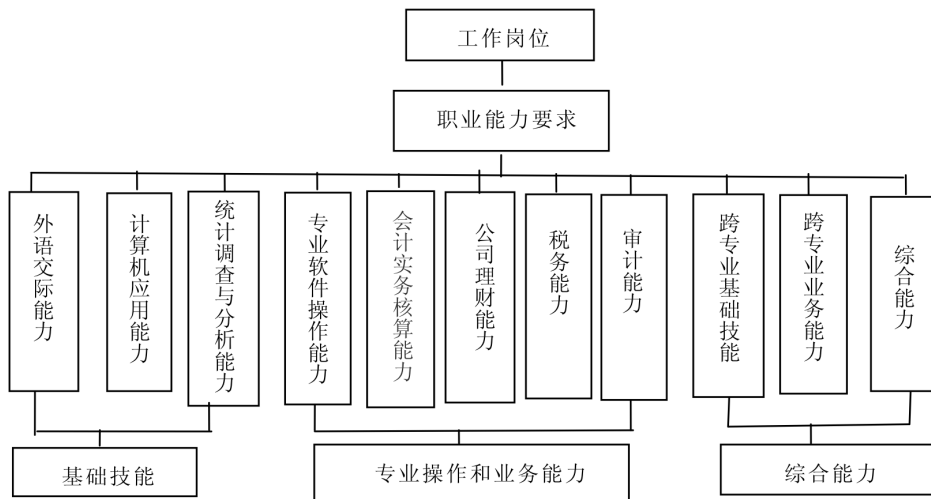 工作岗位
职业能力要求
外语交际能力
计算机应用能力
统计调查与分析能力
专业软件操作能力
会计实务核算能力
公司理财能力
税务能力
审计能力
跨专业基础技能
跨专业业务能力
综合能力
基础技能
专业操作和业务能力
综合能力